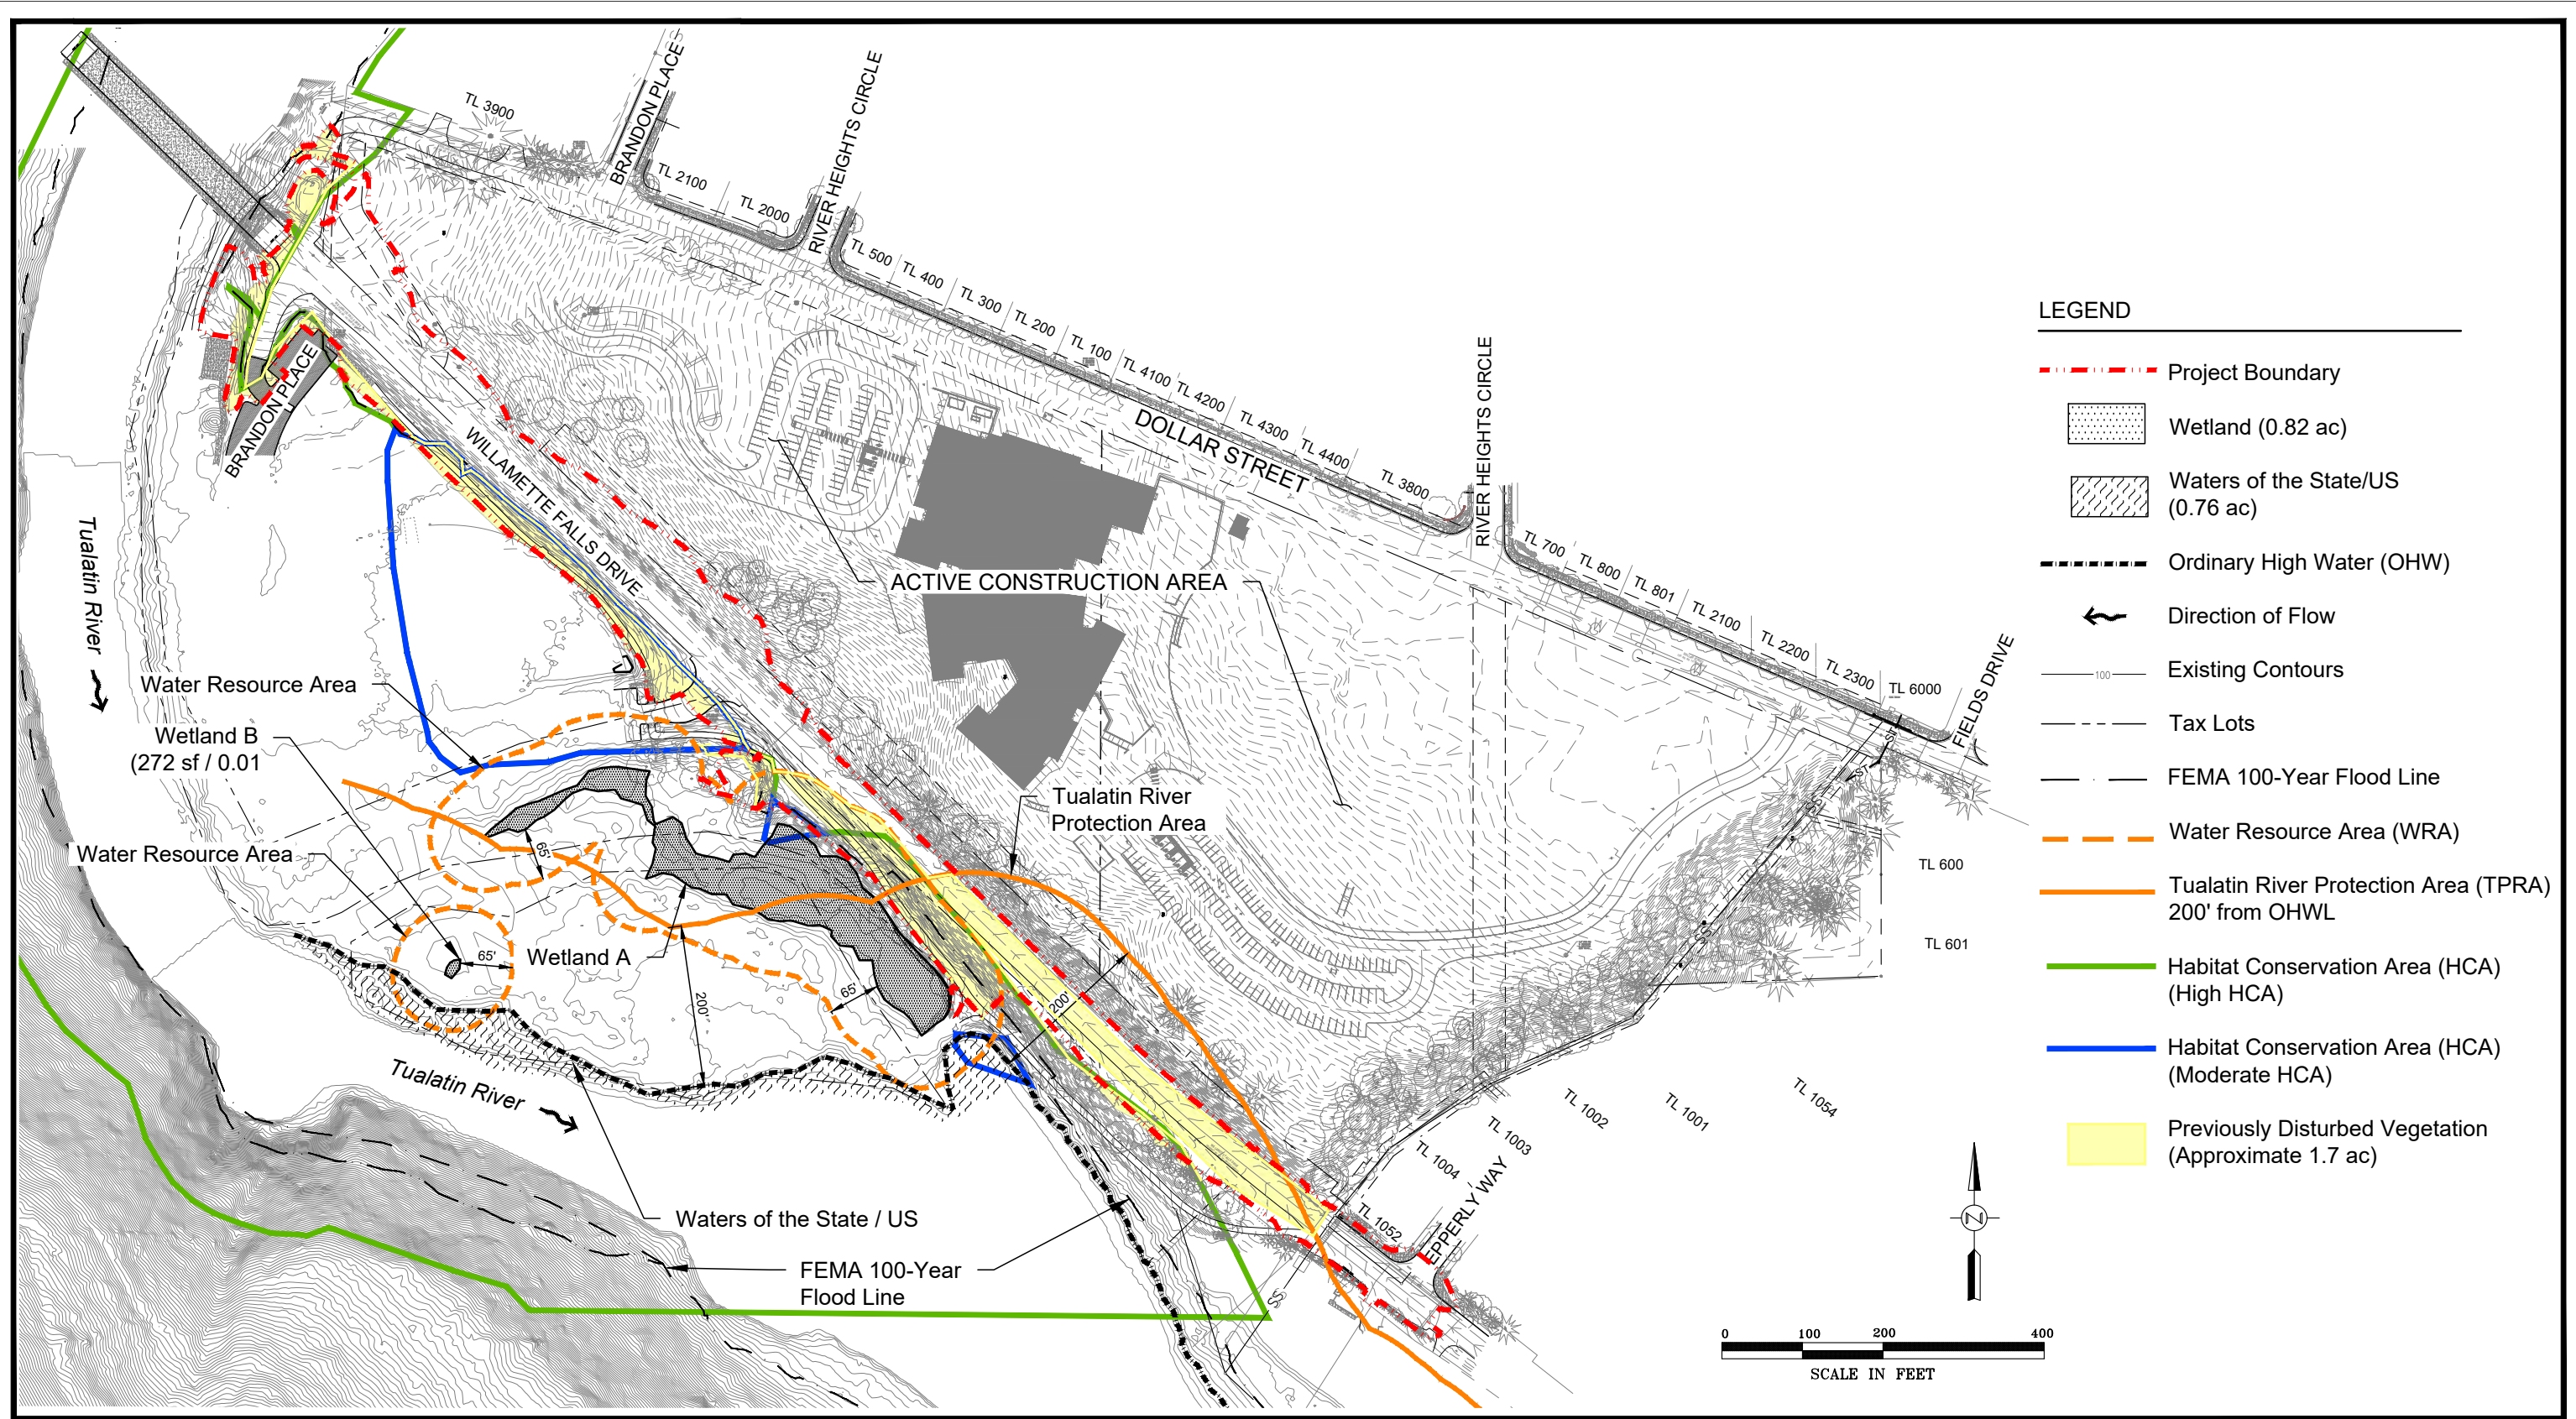 TL 3900
BRANDON PLACE
RIVER HEIGHTS CIRCLE
TL 2100
TL 2000
TL 500
TL 400
TL 300
TL 200
TL 100
TL 4100
TL 4200
TL 4300
TL 4400
TL 3800
DOLLAR STREET
RIVER HEIGHTS CIRCLE
TL 700
TL 800
TL 801
TL 2100
TL 2200
TL 2300
TL 6000
FIELDS DRIVE
BRANDON PLACE
WILLAMETTE FALLS DRIVE
ACTIVE CONSTRUCTION AREA
Tualatin River
Water Resource Area
Wetland B
(272 sf / 0.01
Water Resource Area
Tualatin River
Protection Area
65'
65'
65'
200'
200'
Wetland A
Tualatin River
Waters of the State / US
FEMA 100-Year
Flood Line
TL 600
TL 601
TL 1054
TL 1001
TL 1002
TL 1003
TL 1004
TL 1052
EPPERLY WAY
SS
SS
SS
SS
ST
ST
LEGEND
Project Boundary
Wetland (0.82 ac)
Waters of the State/US
(0.76 ac)
Ordinary High Water (OHW)
Direction of Flow
100
Existing Contours
Tax Lots
FEMA 100-Year Flood Line
Water Resource Area (WRA)
Tualatin River Protection Area (TPRA)
200' from OHWL
Habitat Conservation Area (HCA)
(High HCA)
Habitat Conservation Area (HCA)
(Moderate HCA)
Previously Disturbed Vegetation
(Approximate 1.7 ac)
N
0 100 200 400
SCALE IN FEET